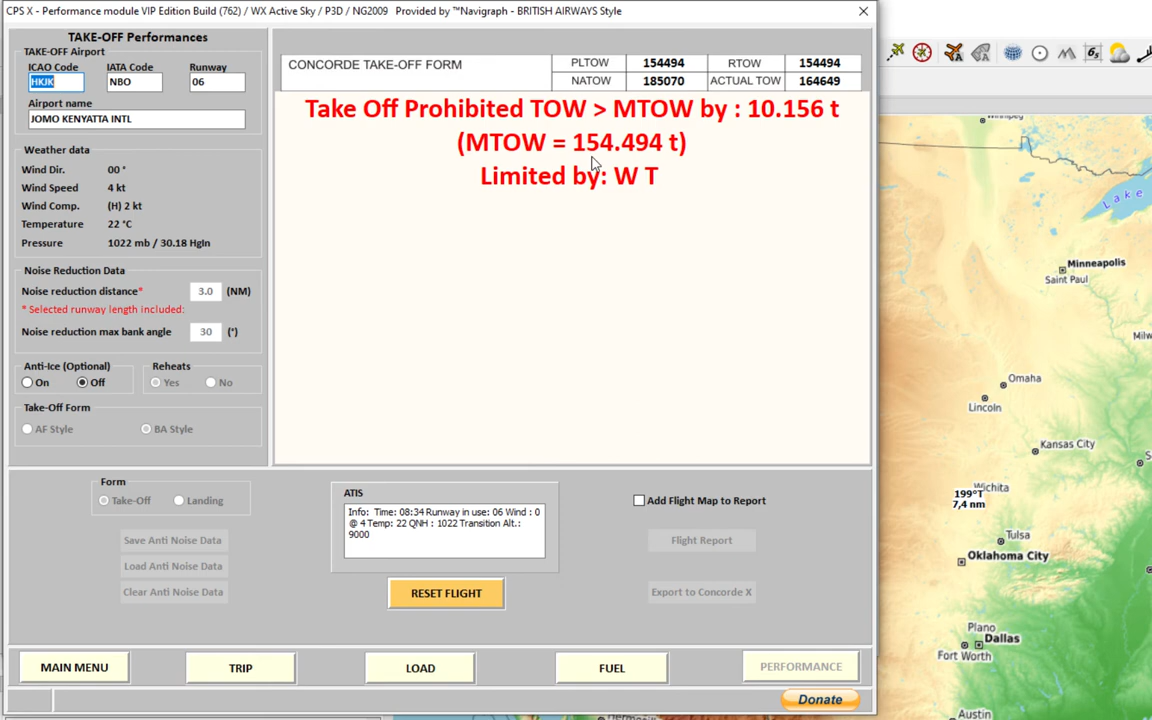 CPS X - Performance module VIP Edition Build (762) / WX Active Sky / P3D / NG2009   Provided by ™Navigraph - BRITISH AIRWAYS Style
TAKE-OFF Performances
TAKE-OFF Airport
ICAO Code IATA Code Runway
HKJK NBO 06
Airport name
JOMO KENYATTA INTL
Weather data
Wind Dir. 00 °
Wind Speed 4 kt
Wind Comp. (H) 2 kt
Temperature 22 °C
Pressure 1022 mb / 30.18 HgIn
Noise Reduction Data
Noise reduction distance* 3.0 (NM)
* Selected runway length included:
Noise reduction max bank angle 30 (°)
Anti-Ice (Optional) Reheats
On Off Yes No
Take-Off Form
AF Style BA Style
CONCORDE TAKE-OFF FORM
PLTOW 154494 RTOW 154494
NATOW 185070 ACTUAL TOW 164649
Take Off Prohibited TOW > MTOW by : 10.156 t
(MTOW = 154.494 t)
Limited by: W T
Form
Take-Off Landing
Save Anti Noise Data
Load Anti Noise Data
Clear Anti Noise Data
ATIS
Info:  Time: 08:34 Runway in use: 06 Wind : 0
@ 4 Temp: 22 QNH : 1022 Transition Alt.:
9000
RESET FLIGHT
Add Flight Map to Report
Flight Report
Export to Concorde X
MAIN MENU TRIP LOAD FUEL PERFORMANCE
Donate
6s
Winnipeg
Lake
Minneapolis
Saint Paul
Milw
Omaha
Lincoln
Kansas City
S
Wichita
199°T
7,4 nm
Tulsa
Oklahoma City
Plano
Dallas
Fort Worth
Austin